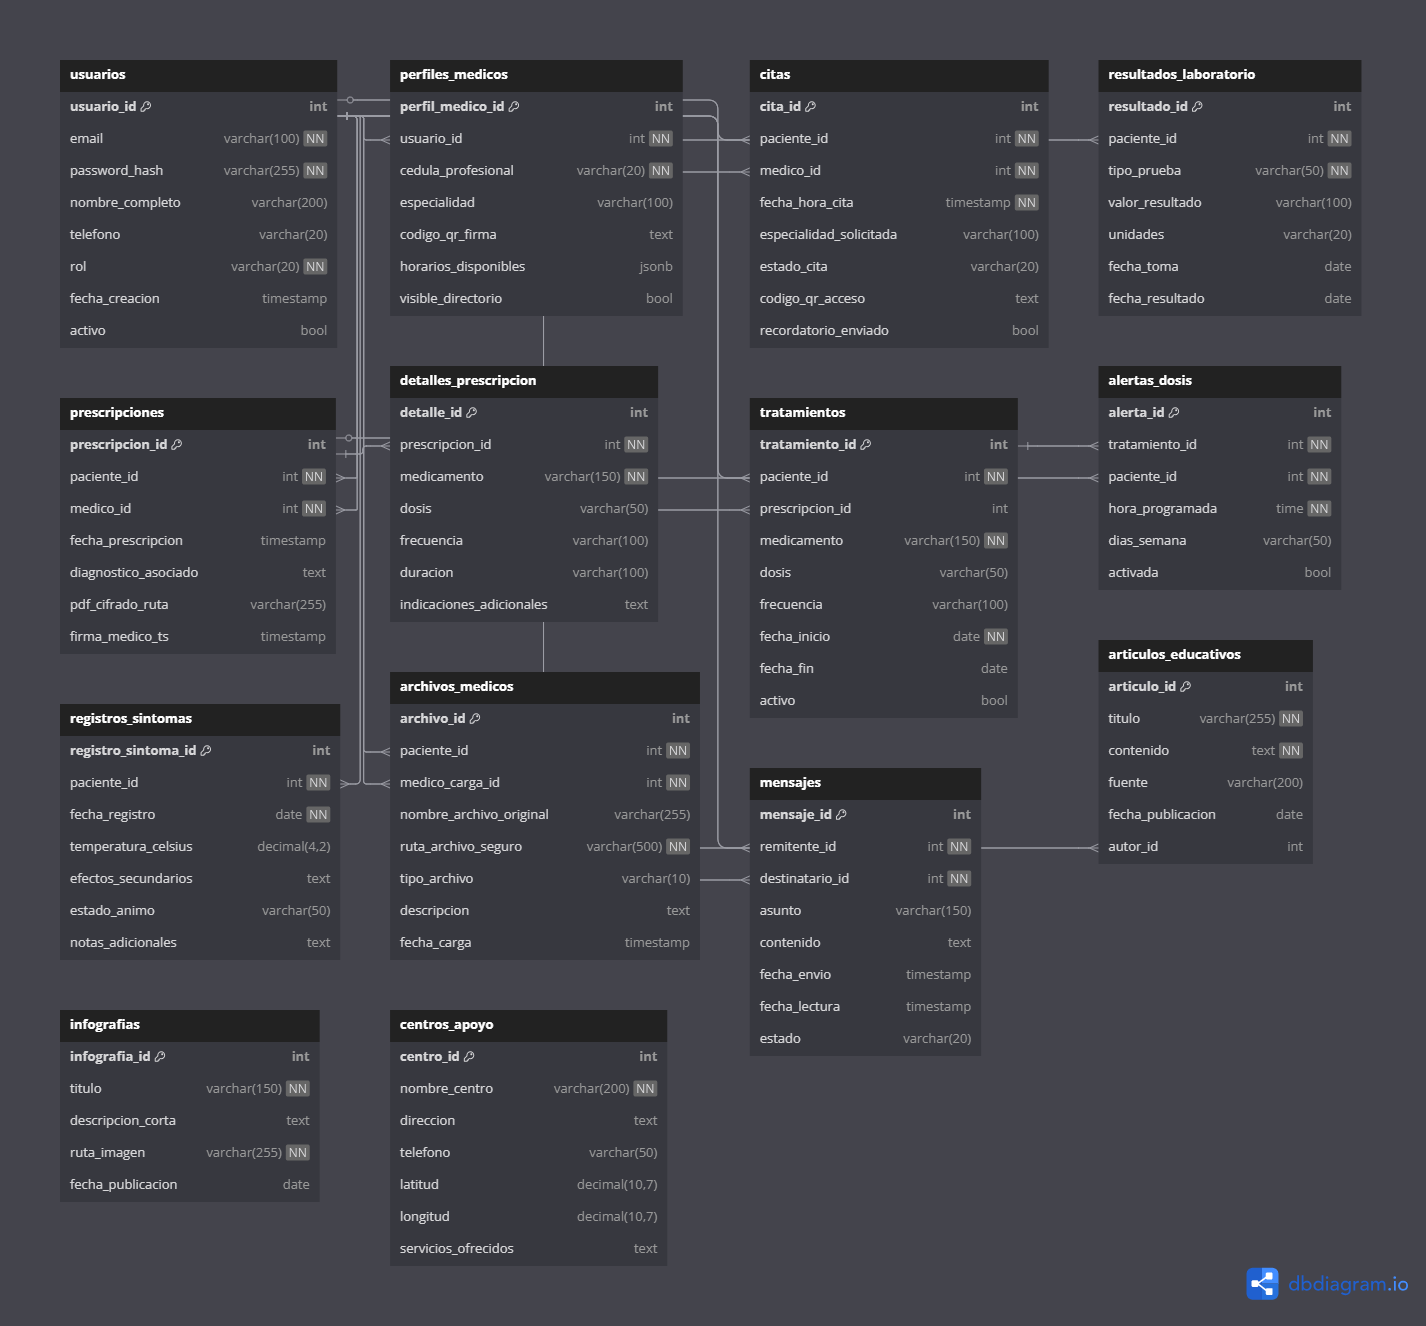 usuarios
usuario_id int
email varchar(100) NN
password_hash varchar(255) NN
nombre_completo varchar(200)
telefono varchar(20)
rol varchar(20) NN
fecha_creacion timestamp
activo bool
perfiles_medicos
perfil_medico_id int
usuario_id int NN
cedula_profesional varchar(20) NN
especialidad varchar(100)
codigo_qr_firma text
horarios_disponibles jsonb
visible_directorio bool
citas
cita_id int
paciente_id int NN
medico_id int NN
fecha_hora_cita timestamp NN
especialidad_solicitada varchar(100)
estado_cita varchar(20)
codigo_qr_acceso text
recordatorio_enviado bool
resultados_laboratorio
resultado_id int
paciente_id int NN
tipo_prueba varchar(50) NN
valor_resultado varchar(100)
unidades varchar(20)
fecha_toma date
fecha_resultado date
prescripciones
prescripcion_id int
paciente_id int NN
medico_id int NN
fecha_prescripcion timestamp
diagnostico_asociado text
pdf_cifrado_ruta varchar(255)
firma_medico_ts timestamp
detalles_prescripcion
detalle_id int
prescripcion_id int NN
medicamento varchar(150) NN
dosis varchar(50)
frecuencia varchar(100)
duracion varchar(100)
indicaciones_adicionales text
tratamientos
tratamiento_id int
paciente_id int NN
prescripcion_id int
medicamento varchar(150) NN
dosis varchar(50)
frecuencia varchar(100)
fecha_inicio date NN
fecha_fin date
activo bool
alertas_dosis
alerta_id int
tratamiento_id int NN
paciente_id int NN
hora_programada time NN
dias_semana varchar(50)
activada bool
registros_sintomas
registro_sintoma_id int
paciente_id int NN
fecha_registro date NN
temperatura_celsius decimal(4,2)
efectos_secundarios text
estado_animo varchar(50)
notas_adicionales text
archivos_medicos
archivo_id int
paciente_id int NN
medico_carga_id int NN
nombre_archivo_original varchar(255)
ruta_archivo_seguro varchar(500) NN
tipo_archivo varchar(10)
descripcion text
fecha_carga timestamp
mensajes
mensaje_id int
remitente_id int NN
destinatario_id int NN
asunto varchar(150)
contenido text
fecha_envio timestamp
fecha_lectura timestamp
estado varchar(20)
articulos_educativos
articulo_id int
titulo varchar(255) NN
contenido text NN
fuente varchar(200)
fecha_publicacion date
autor_id int
infografias
infografia_id int
titulo varchar(150) NN
descripcion_corta text
ruta_imagen varchar(255) NN
fecha_publicacion date
centros_apoyo
centro_id int
nombre_centro varchar(200) NN
direccion text
telefono varchar(50)
latitud decimal(10,7)
longitud decimal(10,7)
servicios_ofrecidos text
dbdiagram.io